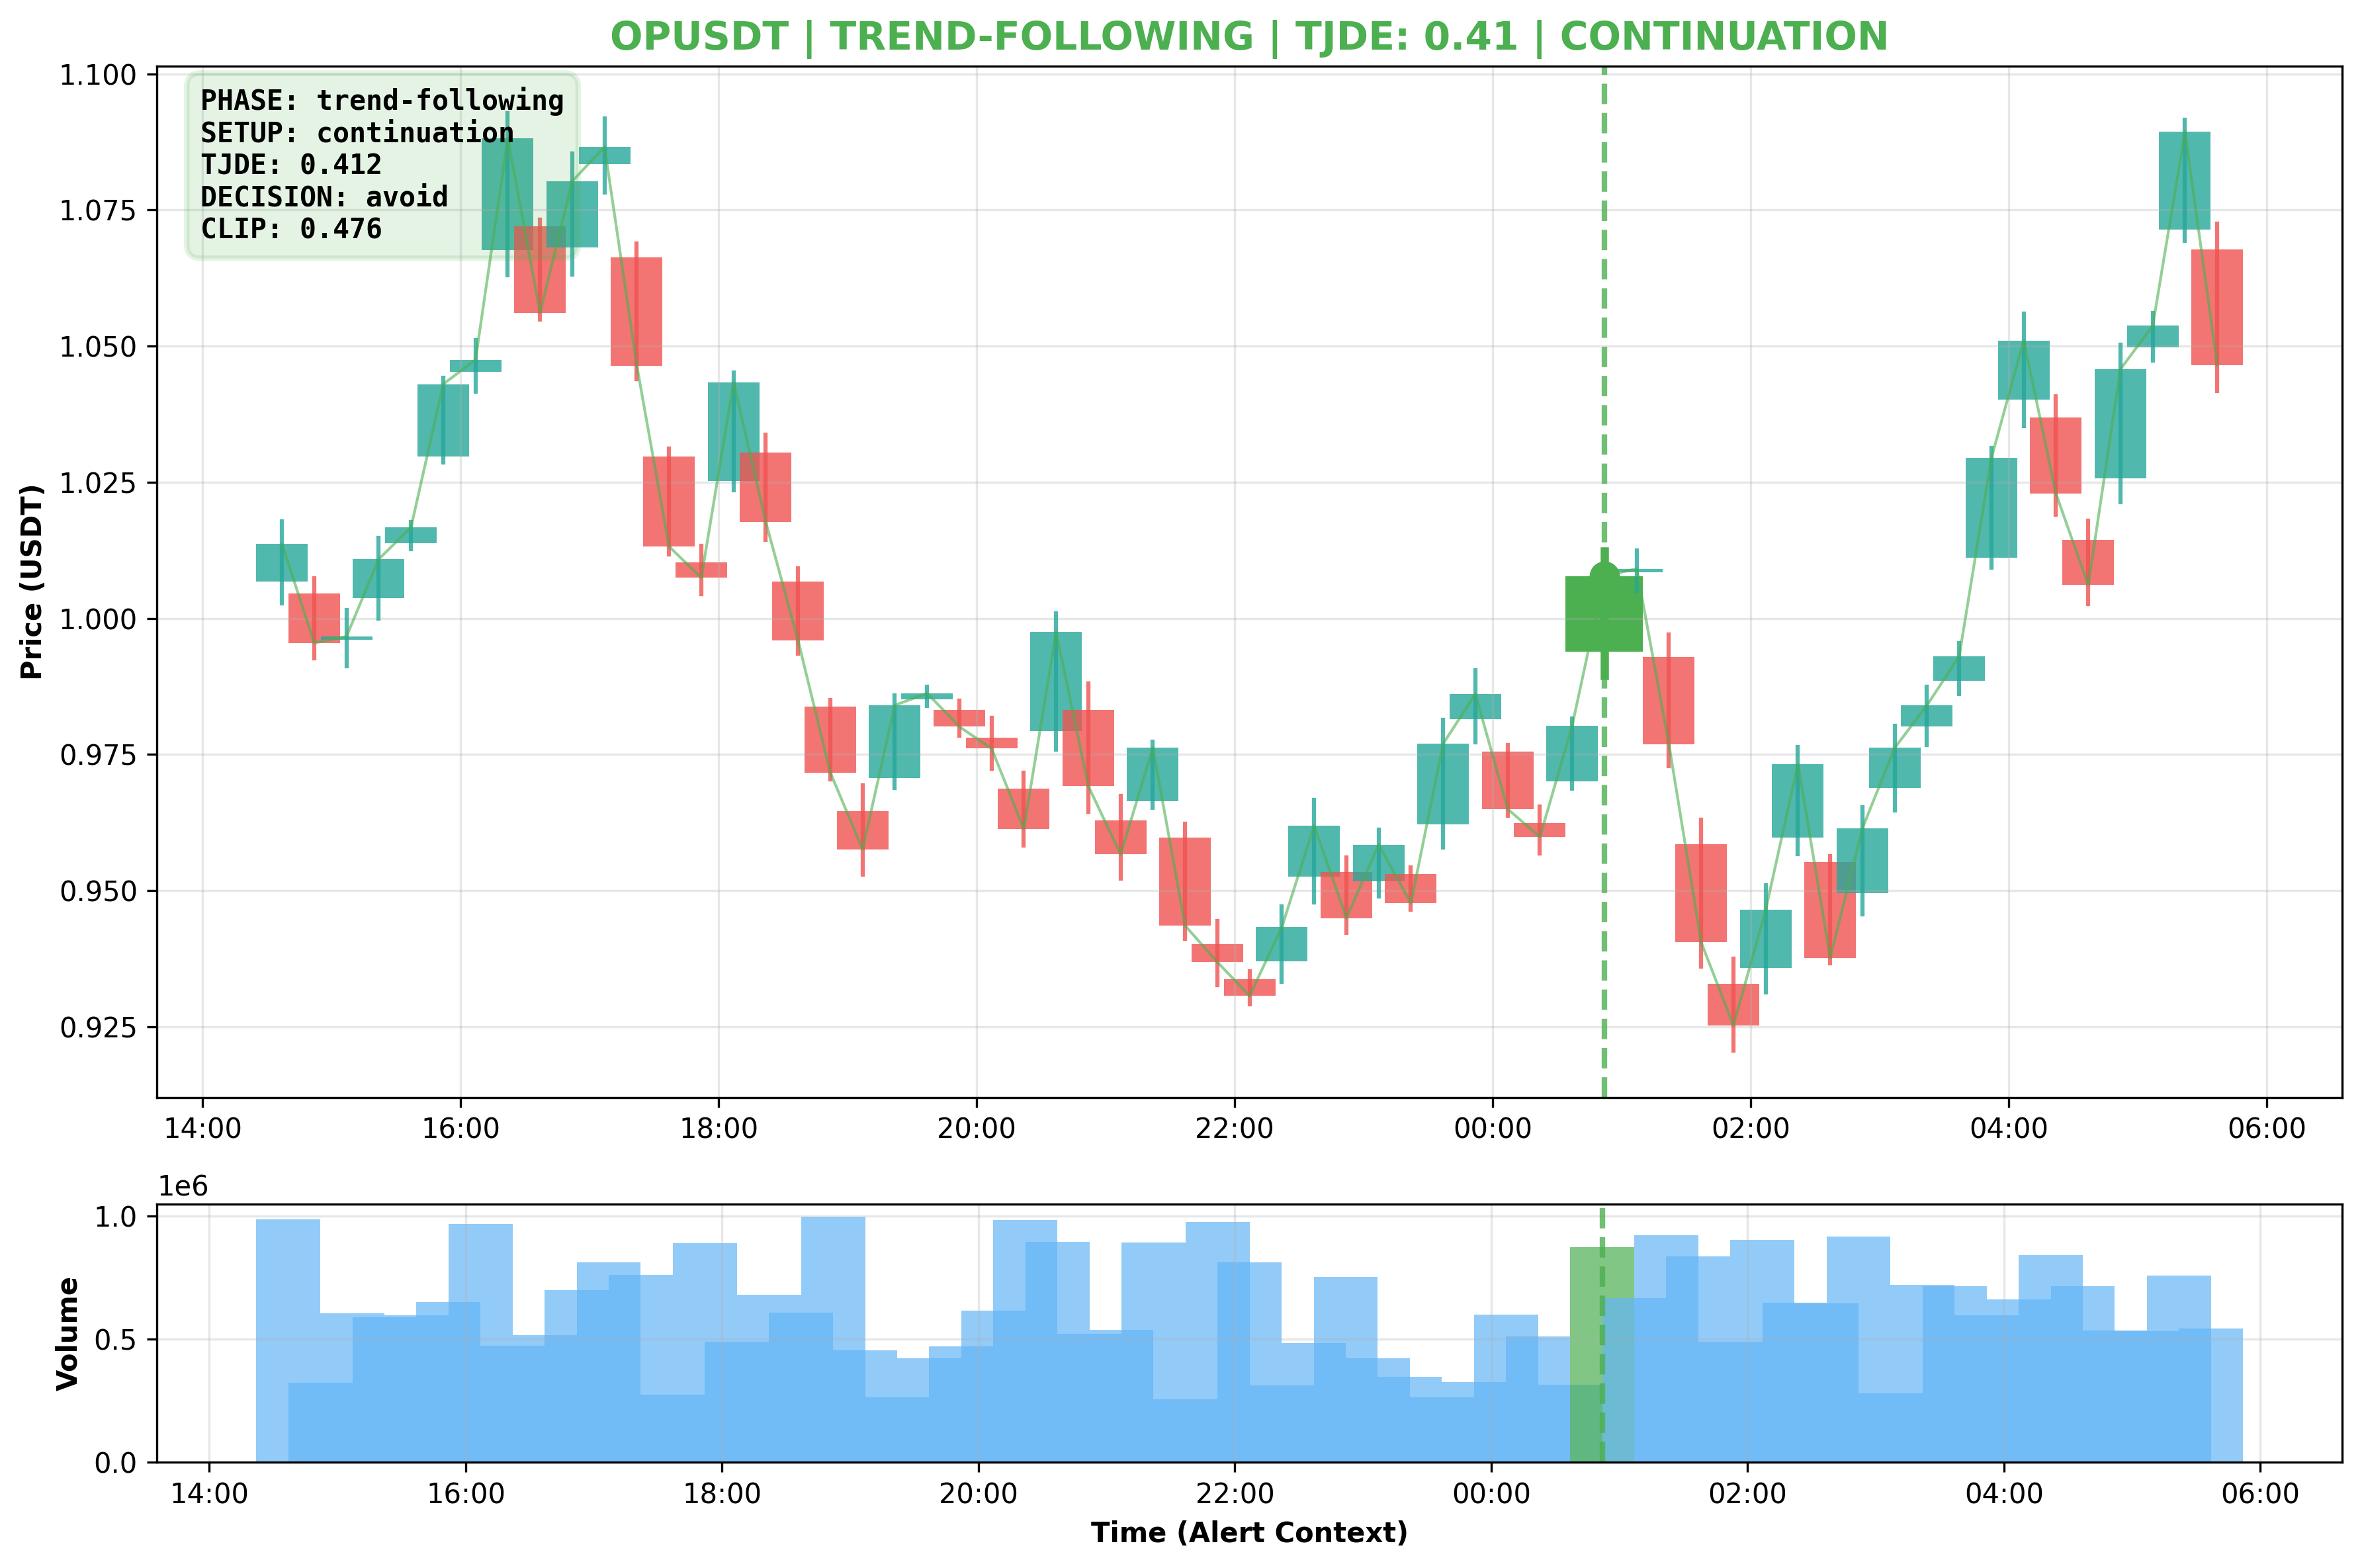 OPUSDT | TREND-FOLLOWING | TJDE: 0.41 | CONTINUATION
PHASE: trend-following
SETUP: continuation
TJDE: 0.412
DECISION: avoid
CLIP: 0.476
Price (USDT)
1.100
1.075
1.050
1.025
1.000
0.975
0.950
0.925
14:00 16:00 18:00 20:00 22:00 00:00 02:00 04:00 06:00
1e6
Volume
1.0
0.5
0.0
14:00 16:00 18:00 20:00 22:00 00:00 02:00 04:00 06:00
Time (Alert Context)